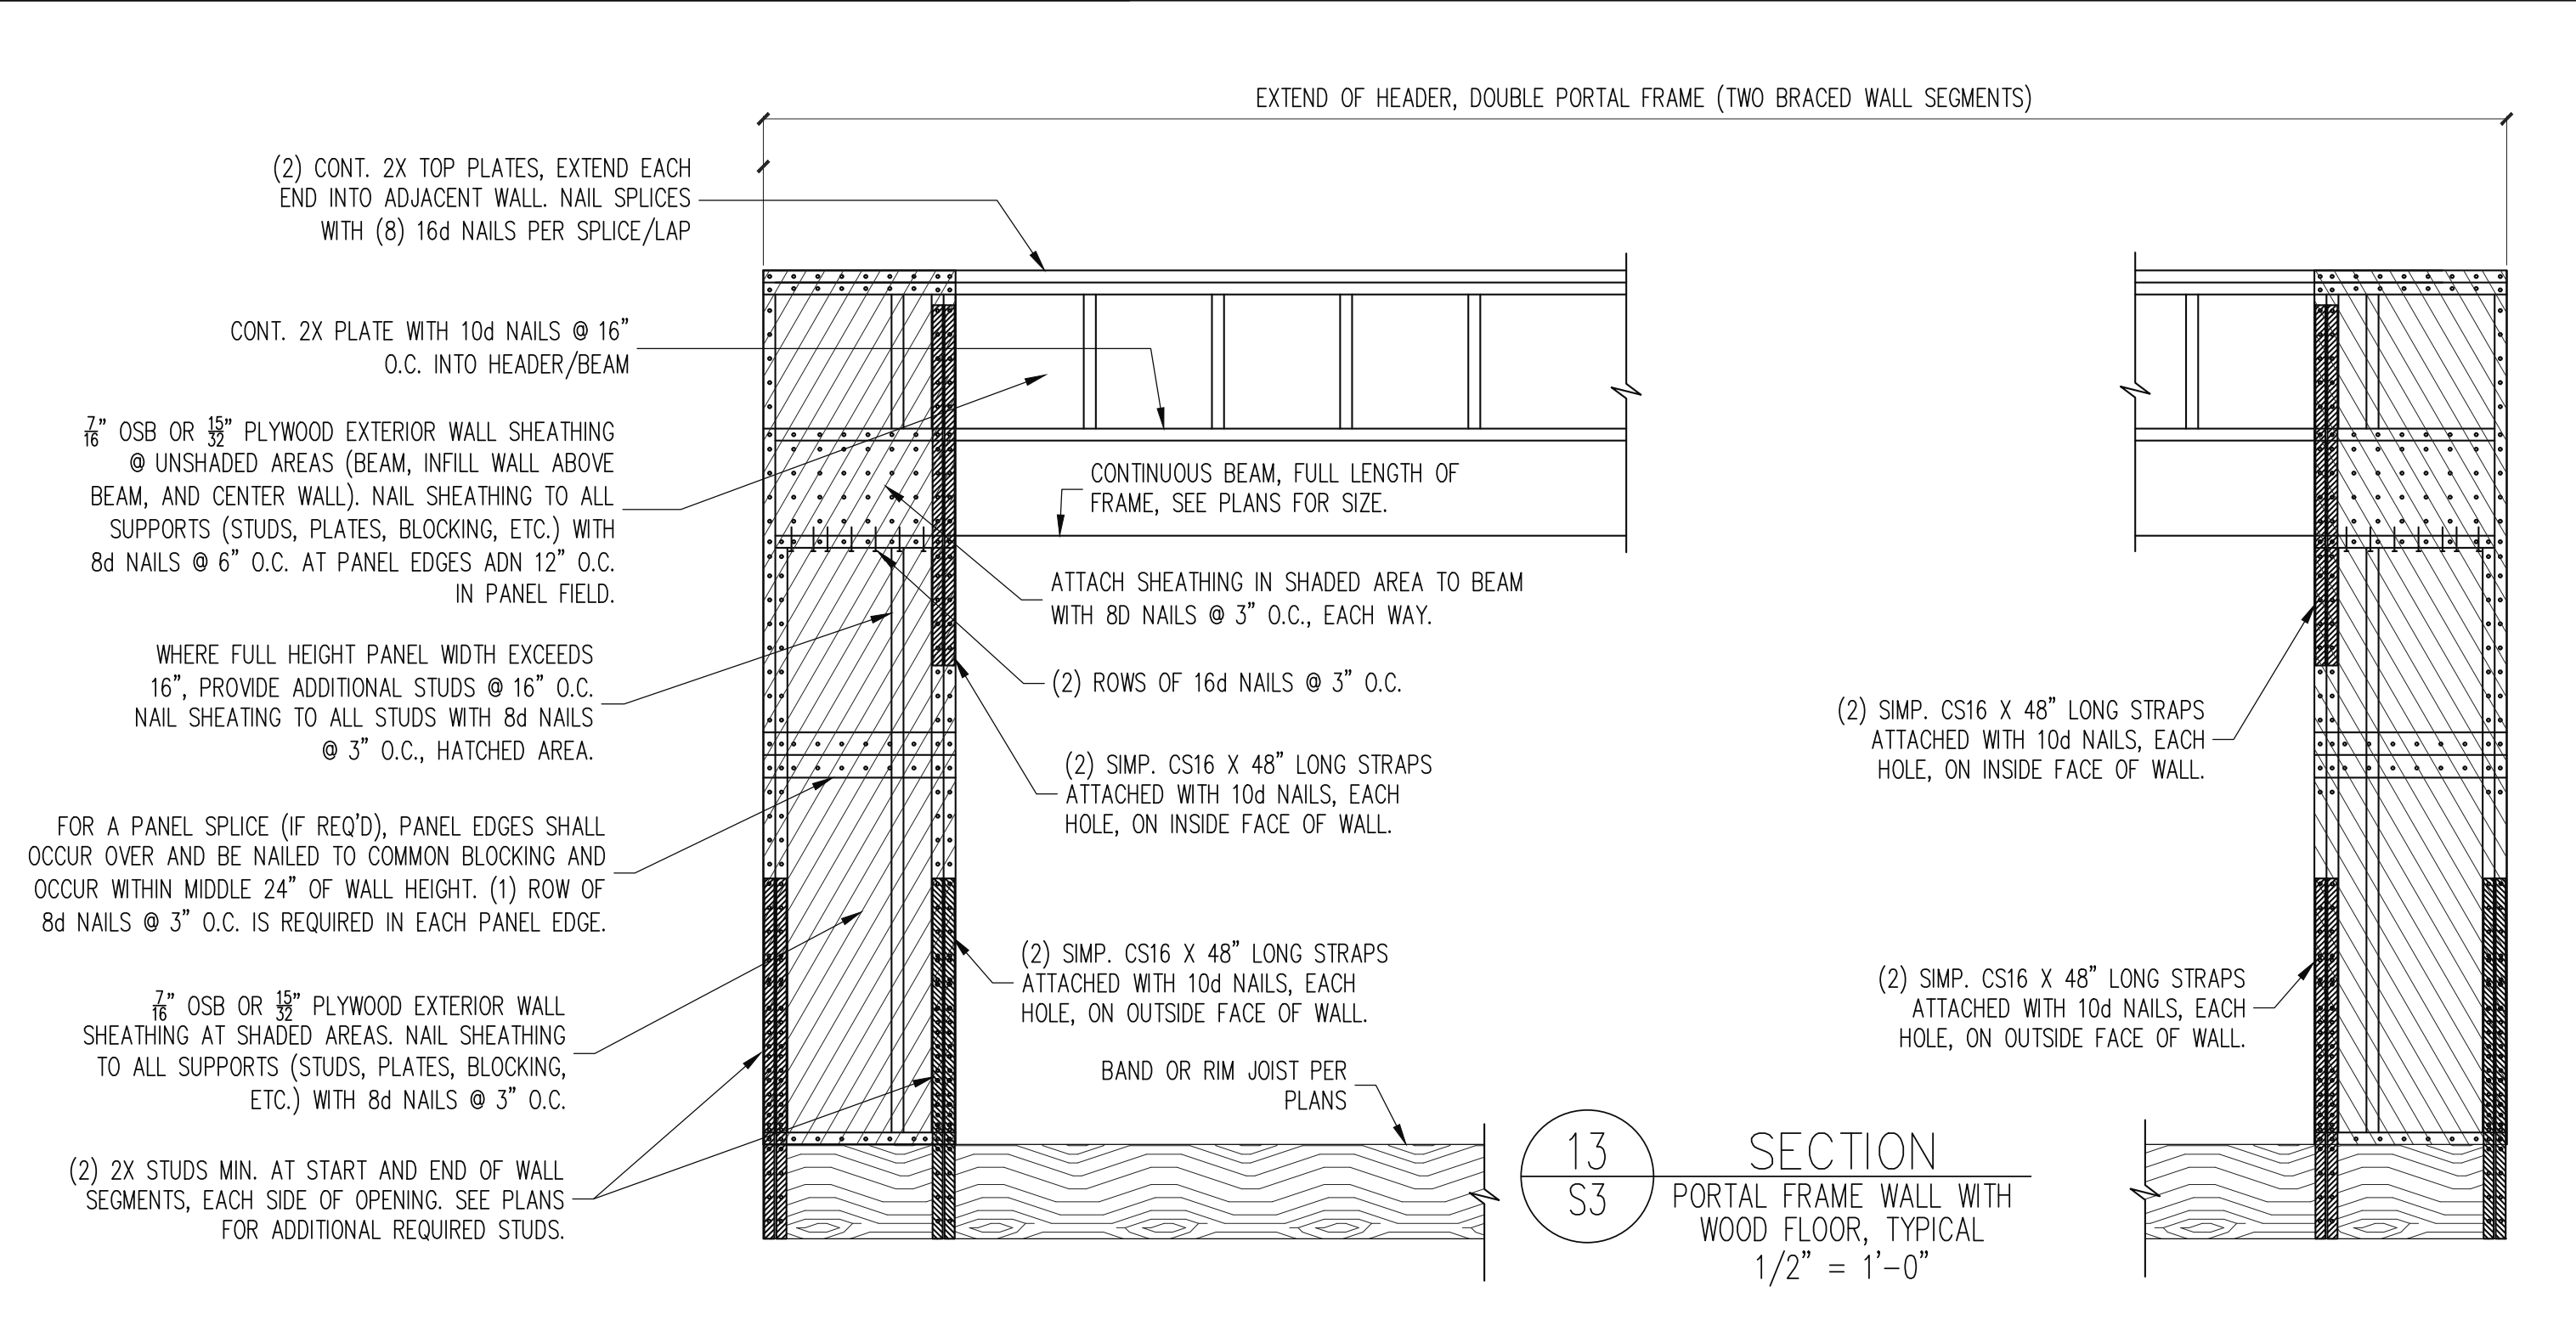 EXTEND OF HEADER, DOUBLE PORTAL FRAME (TWO BRACED WALL SEGMENTS)
(2) CONT. 2X TOP PLATES, EXTEND EACH
END INTO ADJACENT WALL. NAIL SPLICES
WITH (8) 16d NAILS PER SPLICE/LAP
CONT. 2X PLATE WITH 10d NAILS @ 16"
O.C. INTO HEADER/BEAM
7/16" OSB OR 15/32" PLYWOOD EXTERIOR WALL SHEATHING
@ UNSHADED AREAS (BEAM, INFILL WALL ABOVE
BEAM, AND CENTER WALL). NAIL SHEATHING TO ALL
SUPPORTS (STUDS, PLATES, BLOCKING, ETC.) WITH
8d NAILS @ 6" O.C. AT PANEL EDGES ADN 12" O.C.
IN PANEL FIELD.
WHERE FULL HEIGHT PANEL WIDTH EXCEEDS
16", PROVIDE ADDITIONAL STUDS @ 16" O.C.
NAIL SHEATING TO ALL STUDS WITH 8d NAILS
@ 3" O.C., HATCHED AREA.
FOR A PANEL SPLICE (IF REQ'D), PANEL EDGES SHALL
OCCUR OVER AND BE NAILED TO COMMON BLOCKING AND
OCCUR WITHIN MIDDLE 24" OF WALL HEIGHT. (1) ROW OF
8d NAILS @ 3" O.C. IS REQUIRED IN EACH PANEL EDGE.
7/16" OSB OR 15/32" PLYWOOD EXTERIOR WALL
SHEATHING AT SHADED AREAS. NAIL SHEATHING
TO ALL SUPPORTS (STUDS, PLATES, BLOCKING,
ETC.) WITH 8d NAILS @ 3" O.C.
(2) 2X STUDS MIN. AT START AND END OF WALL
SEGMENTS, EACH SIDE OF OPENING. SEE PLANS
FOR ADDITIONAL REQUIRED STUDS.
CONTINUOUS BEAM, FULL LENGTH OF
FRAME, SEE PLANS FOR SIZE.
ATTACH SHEATHING IN SHADED AREA TO BEAM
WITH 8D NAILS @ 3" O.C., EACH WAY.
(2) ROWS OF 16d NAILS @ 3" O.C.
(2) SIMP. CS16 X 48" LONG STRAPS
ATTACHED WITH 10d NAILS, EACH
HOLE, ON INSIDE FACE OF WALL.
(2) SIMP. CS16 X 48" LONG STRAPS
ATTACHED WITH 10d NAILS, EACH
HOLE, ON OUTSIDE FACE OF WALL.
BAND OR RIM JOIST PER
PLANS
(2) SIMP. CS16 X 48" LONG STRAPS
ATTACHED WITH 10d NAILS, EACH
HOLE, ON INSIDE FACE OF WALL.
(2) SIMP. CS16 X 48" LONG STRAPS
ATTACHED WITH 10d NAILS, EACH
HOLE, ON OUTSIDE FACE OF WALL.
13
S3
SECTION
PORTAL FRAME WALL WITH
WOOD FLOOR, TYPICAL
1/2" = 1'-0"